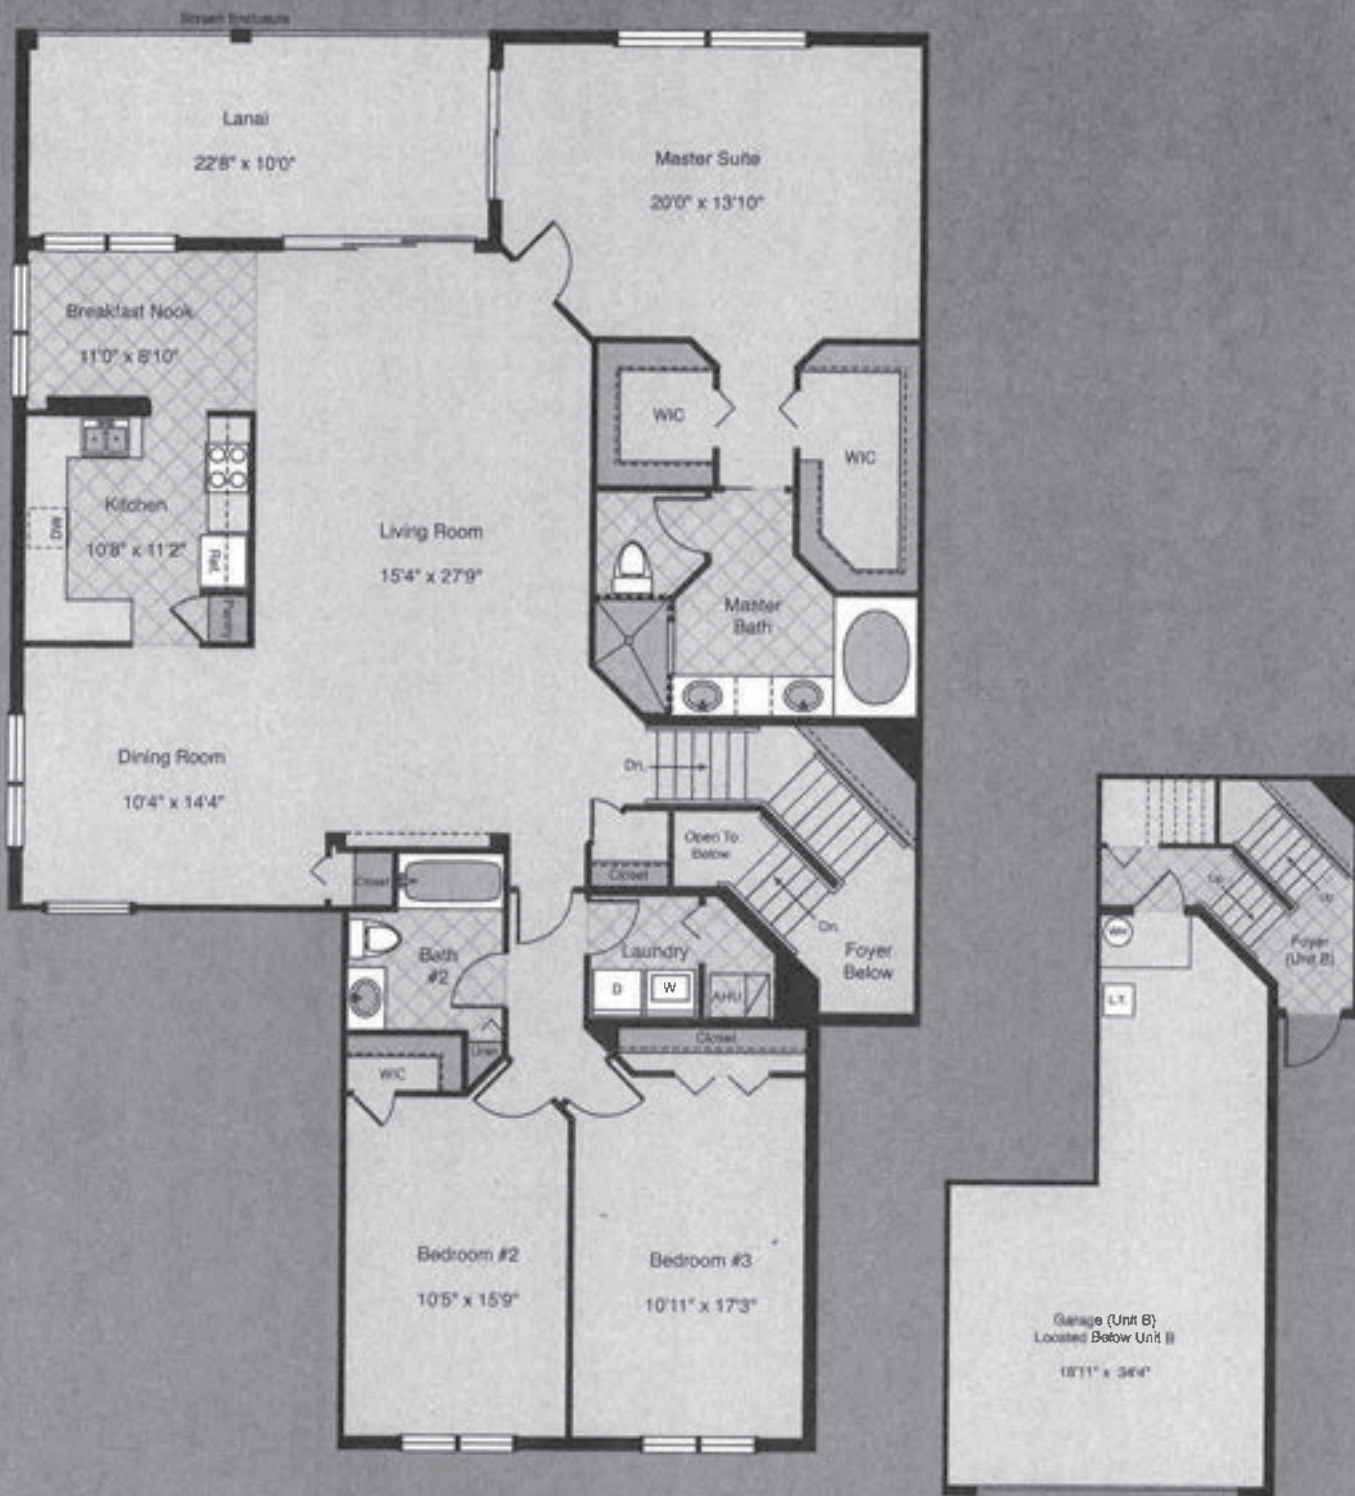 Screen Enclosure
Lanai
22'8" x 10'0"
Master Suite
20'0" x 13'10"
Breakfast Nook
11'0" x 8'10"
WIC
WIC
Kitchen
10'8" x 11'2"
DW
Ref.
Pantry
Living Room
15'4" x 27'9"
Master
Bath
Dining Room
10'4" x 14'4"
Dn.
Open To
Below
Closet
Closet
Dn.
Foyer
Below
Bath
#2
Laundry
D
W
AHU
Linen
WIC
Closet
Bedroom #2
10'5" x 15'9"
Bedroom #3
10'11" x 17'3"
Up
Up
WH
L.T.
Foyer
(Unit B)
Garage (Unit B)
Located Below Unit B
18'11" x 34'4"